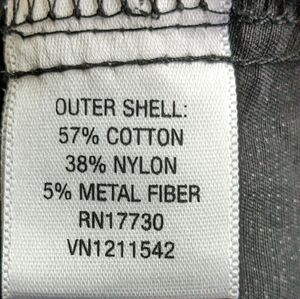 OUTER SHELL:
57% COTTON
38% NYLON
5% METAL FIBER
RN17730
VN1211542